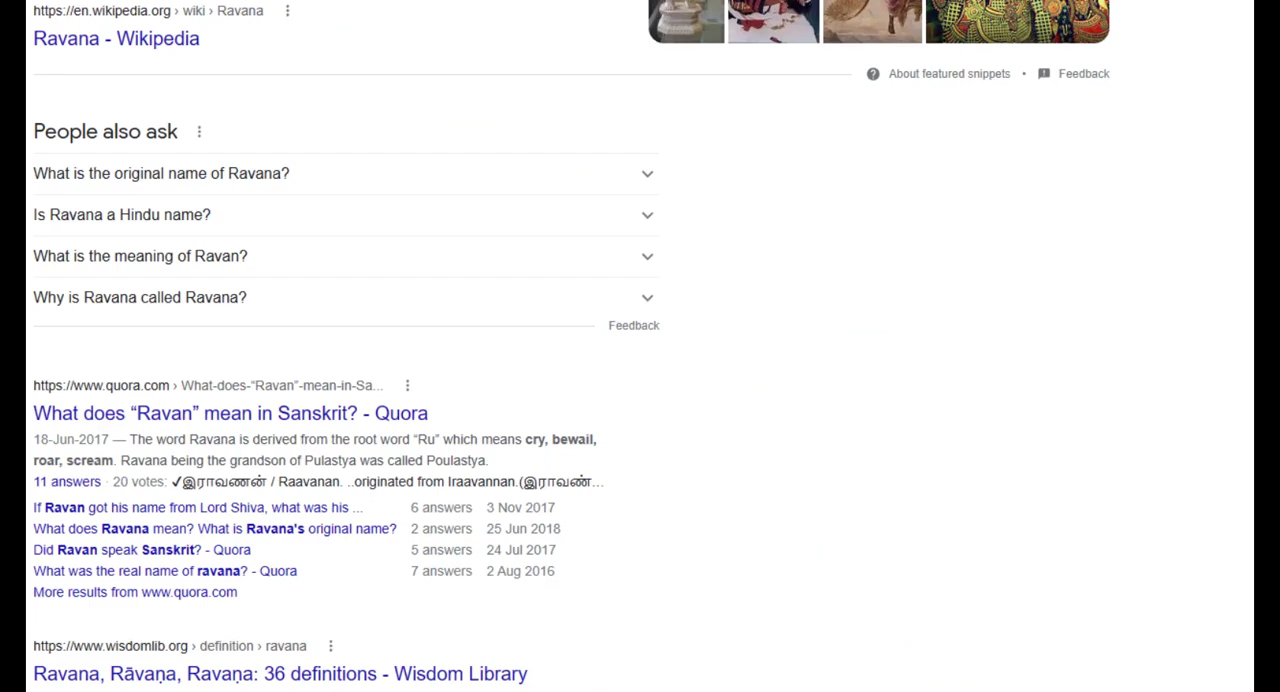 https://en.wikipedia.org › wiki › Ravana
Ravana - Wikipedia
About featured snippets • Feedback
People also ask
What is the original name of Ravana?
Is Ravana a Hindu name?
What is the meaning of Ravan?
Why is Ravana called Ravana?
Feedback
https://www.quora.com › What-does-“Ravan”-mean-in-Sa...
What does “Ravan” mean in Sanskrit? - Quora
18-Jun-2017 — The word Ravana is derived from the root word “Ru” which means cry, bewail,
roar, scream. Ravana being the grandson of Pulastya was called Poulastya.
11 answers · 20 votes: ✓இராவணன் / Raavanan. ..originated from Iraavannan.(இராவண்...
If Ravan got his name from Lord Shiva, what was his ... 6 answers 3 Nov 2017
What does Ravana mean? What is Ravana's original name? 2 answers 25 Jun 2018
Did Ravan speak Sanskrit? - Quora 5 answers 24 Jul 2017
What was the real name of ravana? - Quora 7 answers 2 Aug 2016
More results from www.quora.com
https://www.wisdomlib.org › definition › ravana
Ravana, Rāvaṇa, Ravaṇa: 36 definitions - Wisdom Library